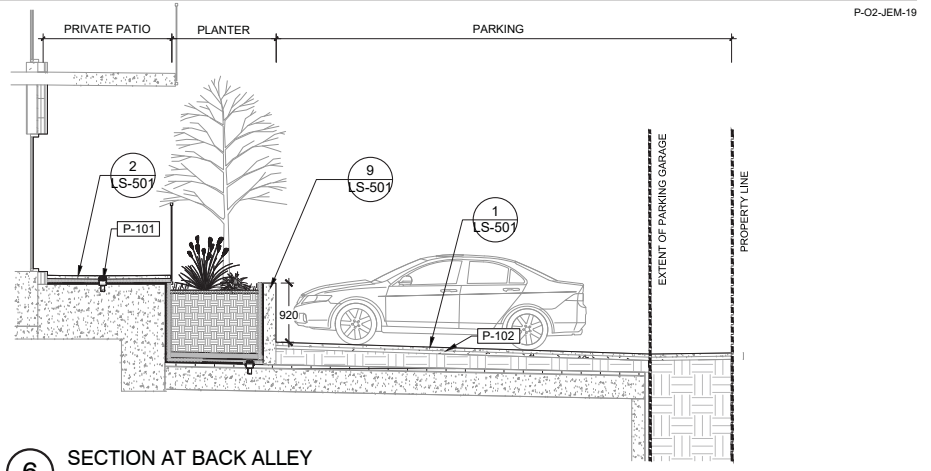 P-O2-JEM-19
PRIVATE PATIO
PLANTER
PARKING
2
LS-501
9
LS-501
P-101
1
LS-501
EXTENT OF PARKING GARAGE
PROPERTY LINE
920
P-102
6
SECTION AT BACK ALLEY